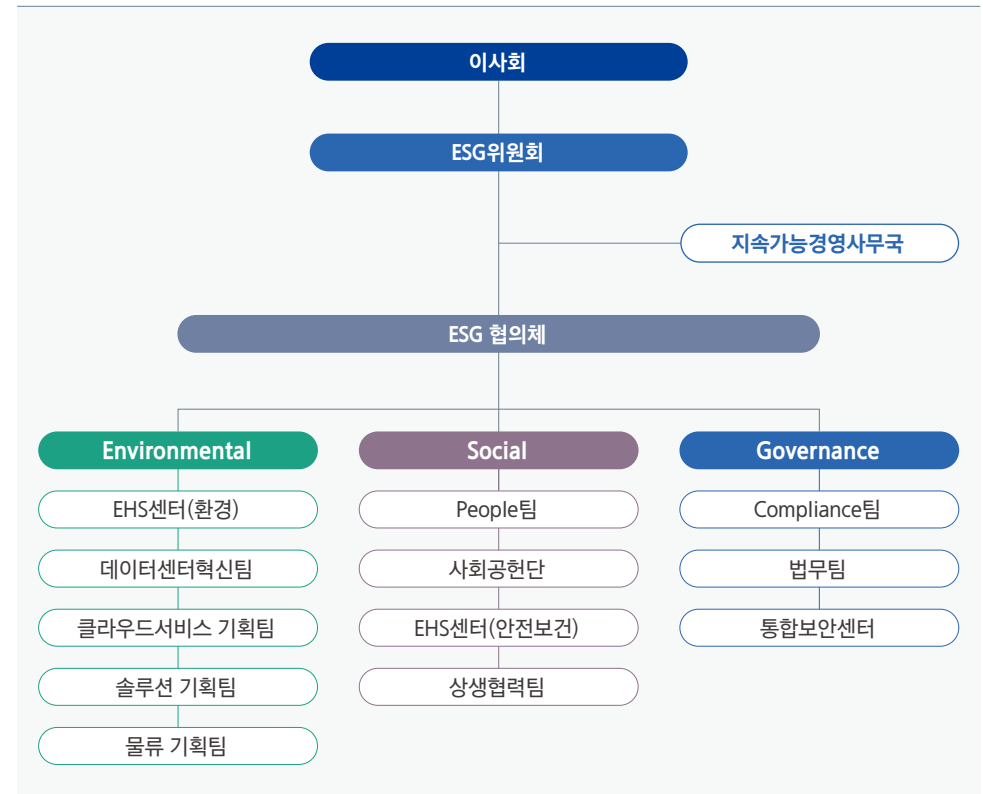 이사회
ESG위원회
지속가능경영사무국
ESG 협의체
Environmental
EHS센터(환경)
데이터센터혁신팀
클라우드서비스 기획팀
솔루션 기획팀
물류 기획팀
Social
People팀
사회공헌단
EHS센터(안전보건)
상생협력팀
Governance
Compliance팀
법무팀
통합보안센터